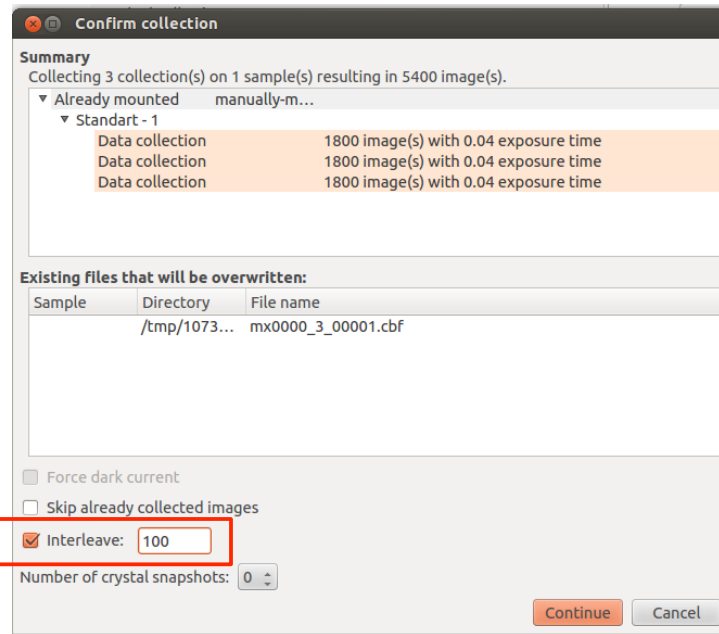 Confirm collection
Summary
Collecting 3 collection(s) on 1 sample(s) resulting in 5400 image(s).
Already mounted manually-m...
Standart - 1
Data collection 1800 image(s) with 0.04 exposure time
Data collection 1800 image(s) with 0.04 exposure time
Data collection 1800 image(s) with 0.04 exposure time
Existing files that will be overwritten:
Sample Directory File name
/tmp/1073... mx0000_3_00001.cbf
Force dark current
Skip already collected images
Interleave: 100
Number of crystal snapshots: 0
Continue Cancel